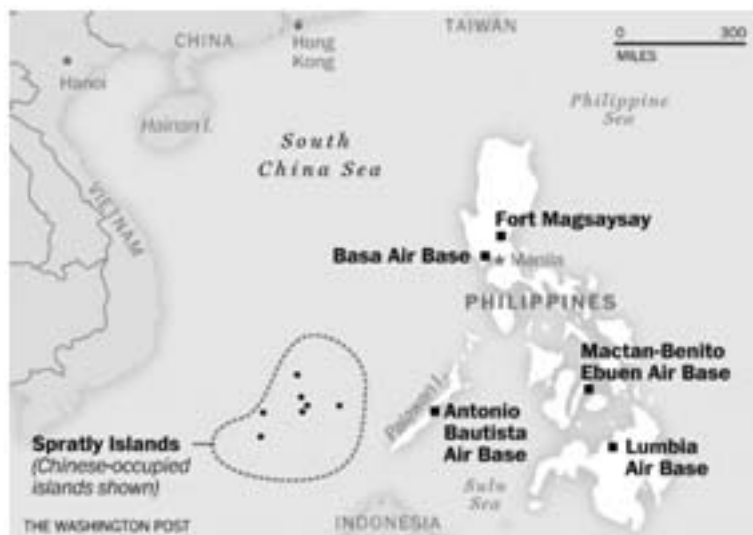 CHINA
TAIWAN
Hong
Kong
Hanoi
0 300
MILES
Hainan I.
Philippine
Sea
South
China Sea
VIETNAM
Fort Magsaysay
Basa Air Base
Manila
PHILIPPINES
Mactan-Benito
Ebuen Air Base
Palawan I.
Antonio
Bautista
Air Base
Spratly Islands
(Chinese-occupied
islands shown)
Lumbia
Air Base
Sulu
Sea
INDONESIA
THE WASHINGTON POST